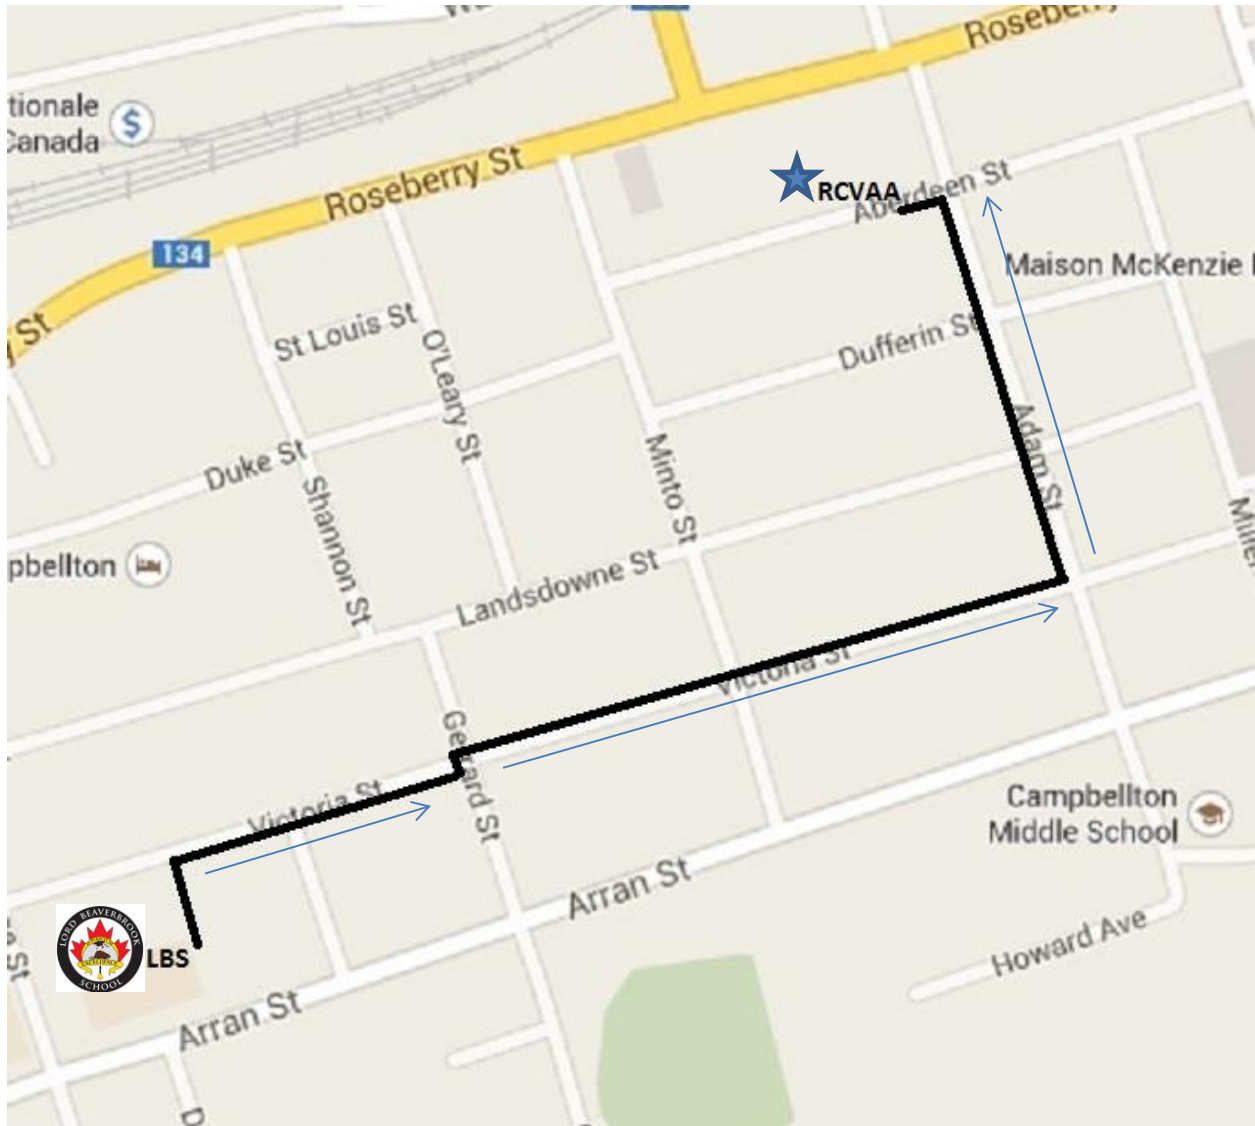 Roseberry
tionale
Canada
$
Roseberry St
RCVAA
Aberdeen St
134
Maison McKenzie
St
St Louis St
O'Leary St
Dufferin St
Adam St
Duke St
Minto St
Shannon St
pbellton
Landsdowne St
Victoria St
Gerrard St
Victoria St
Campbellton
Middle School
Arran St
LORD BEAVERBROOK
SCHOOL
LBS
St
Howard Ave
Arran St
D